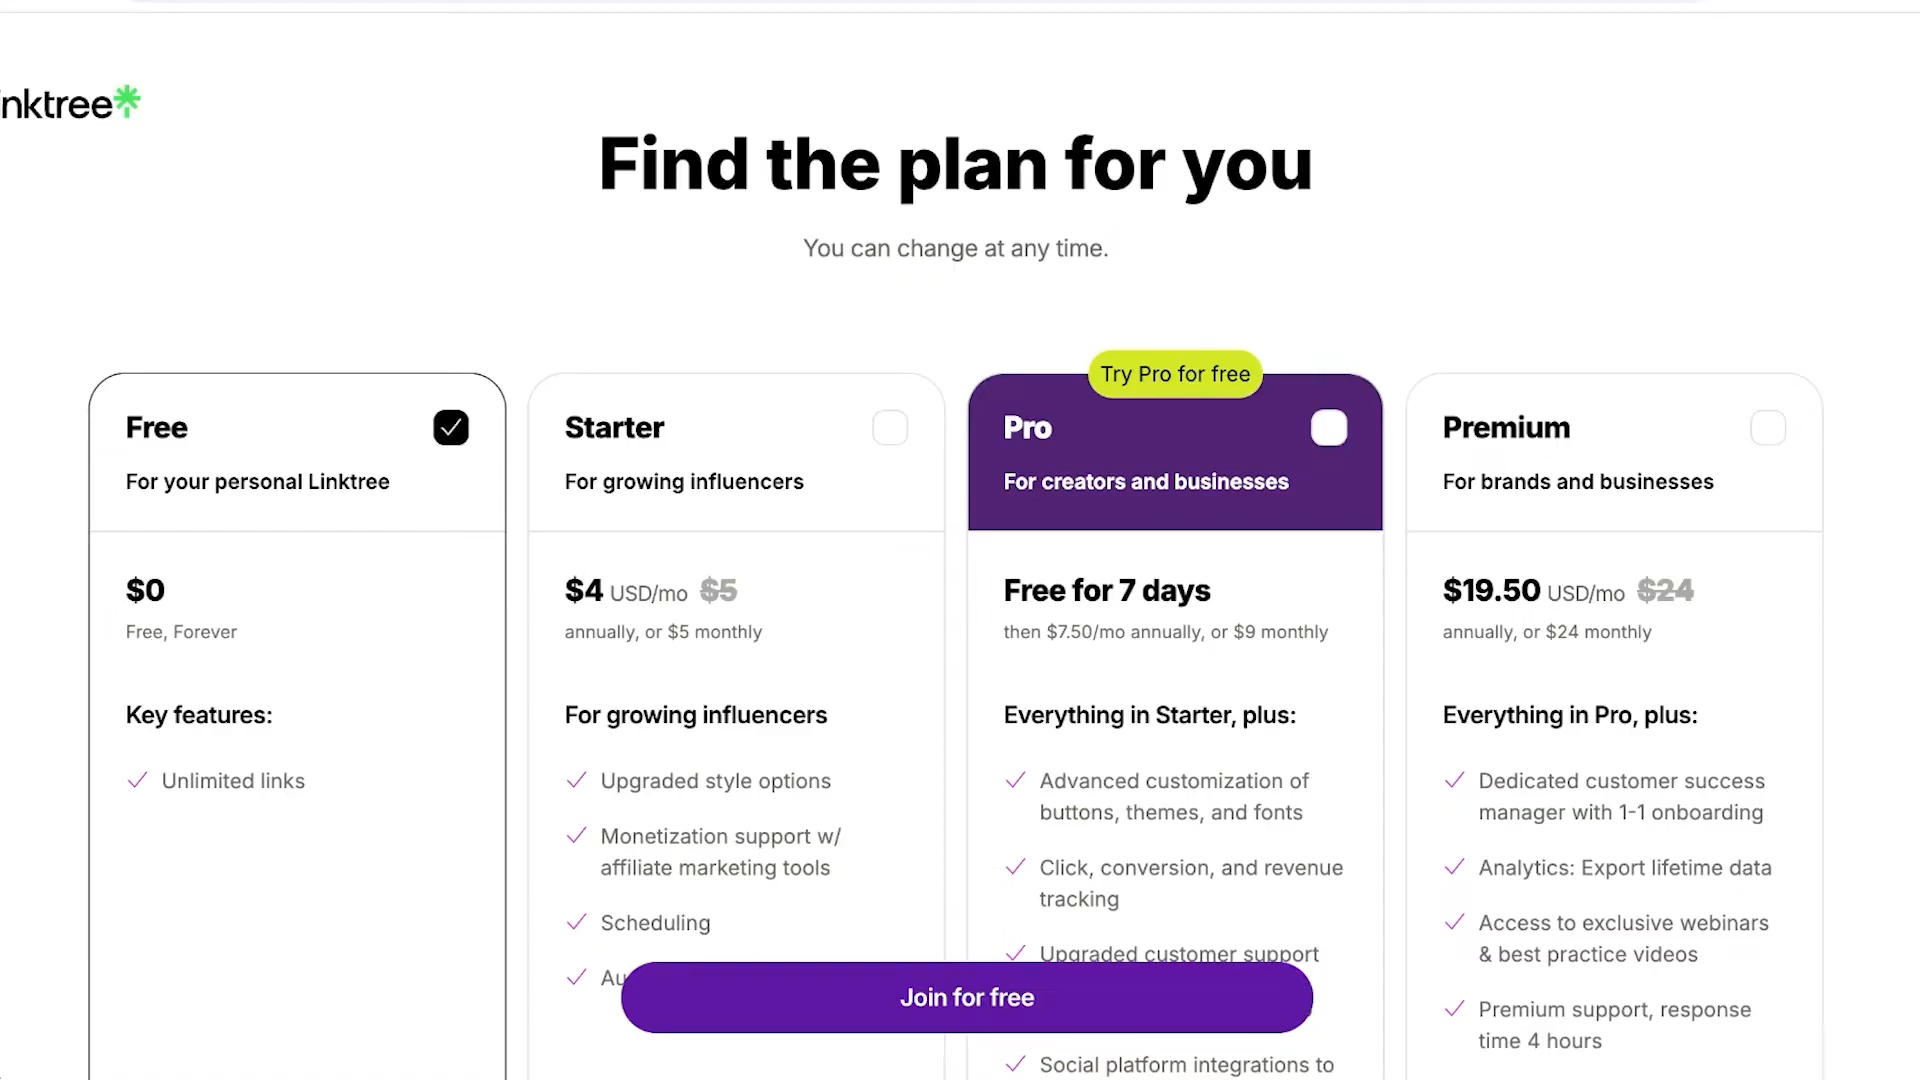 inktree
Find the plan for you
You can change at any time.
Free
For your personal Linktree
$0
Free, Forever
Key features:
Unlimited links
Starter
For growing influencers
$4 USD/mo $5
annually, or $5 monthly
For growing influencers
Upgraded style options
Monetization support w/
affiliate marketing tools
Scheduling
Au
Try Pro for free
Pro
For creators and businesses
Free for 7 days
then $7.50/mo annually, or $9 monthly
Everything in Starter, plus:
Advanced customization of
buttons, themes, and fonts
Click, conversion, and revenue
tracking
Upgraded customer support
Social platform integrations to
Premium
For brands and businesses
$19.50 USD/mo $24
annually, or $24 monthly
Everything in Pro, plus:
Dedicated customer success
manager with 1-1 onboarding
Analytics: Export lifetime data
Access to exclusive webinars
& best practice videos
Premium support, response
time 4 hours
Join for free